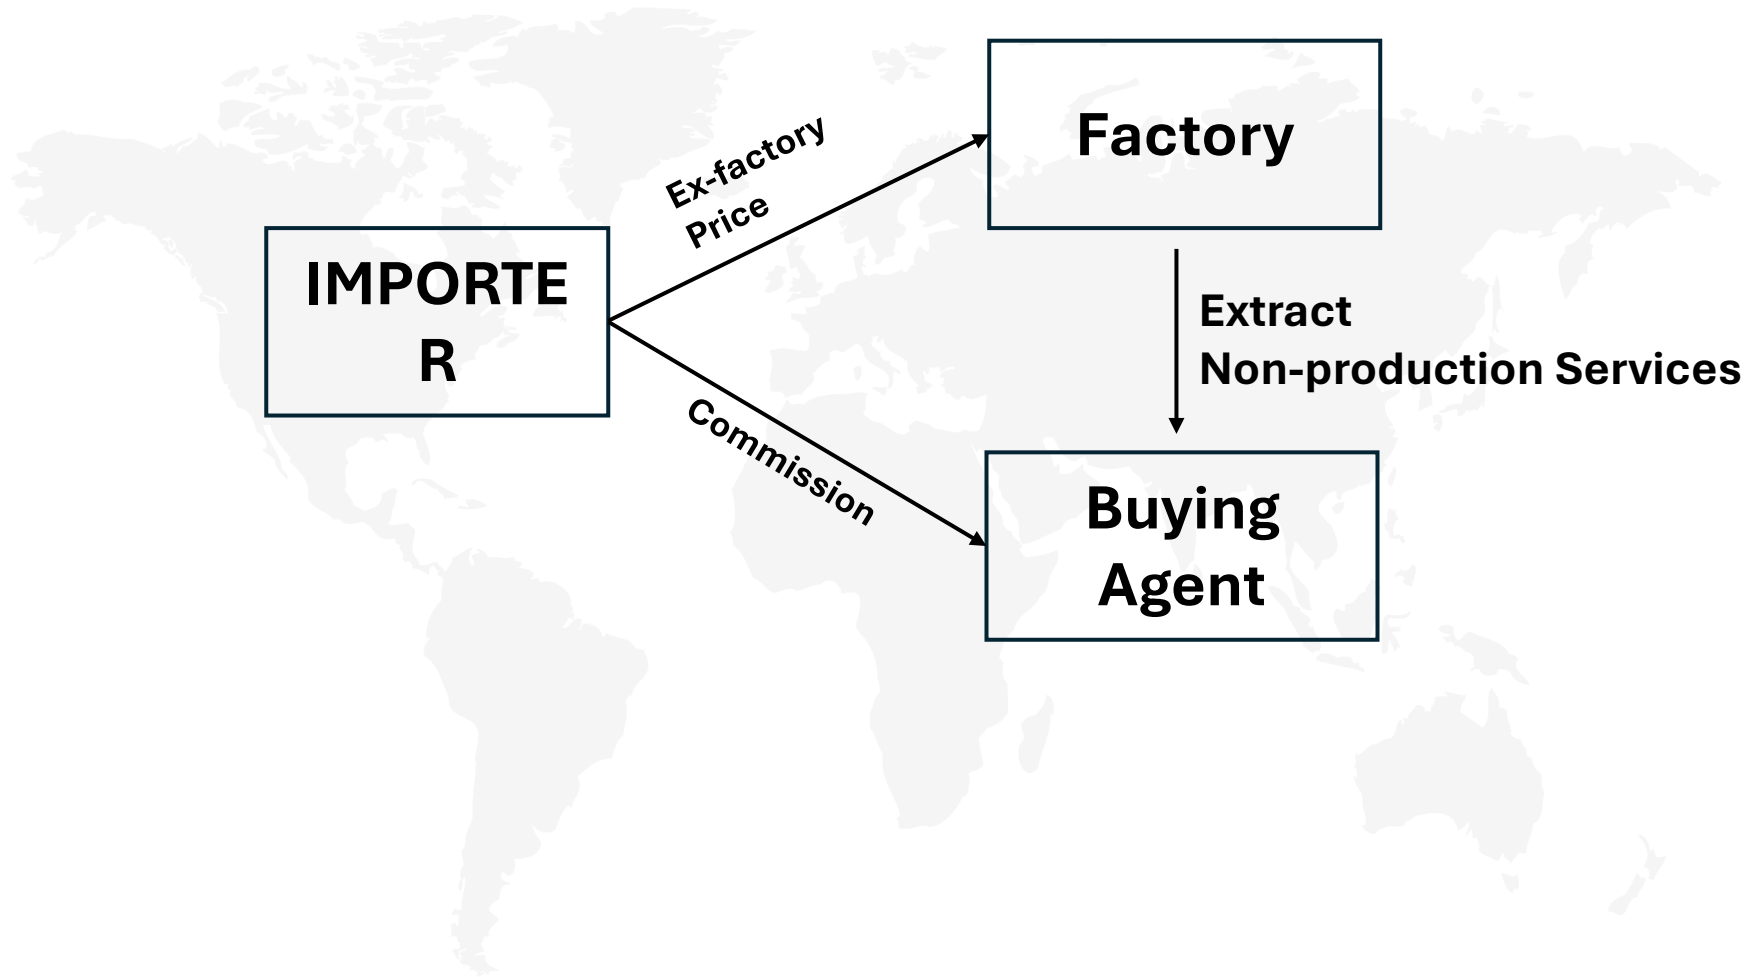 Factory
Ex-factory
Price
IMPORTE
R
Extract
Non-production Services
Commission
Buying
Agent